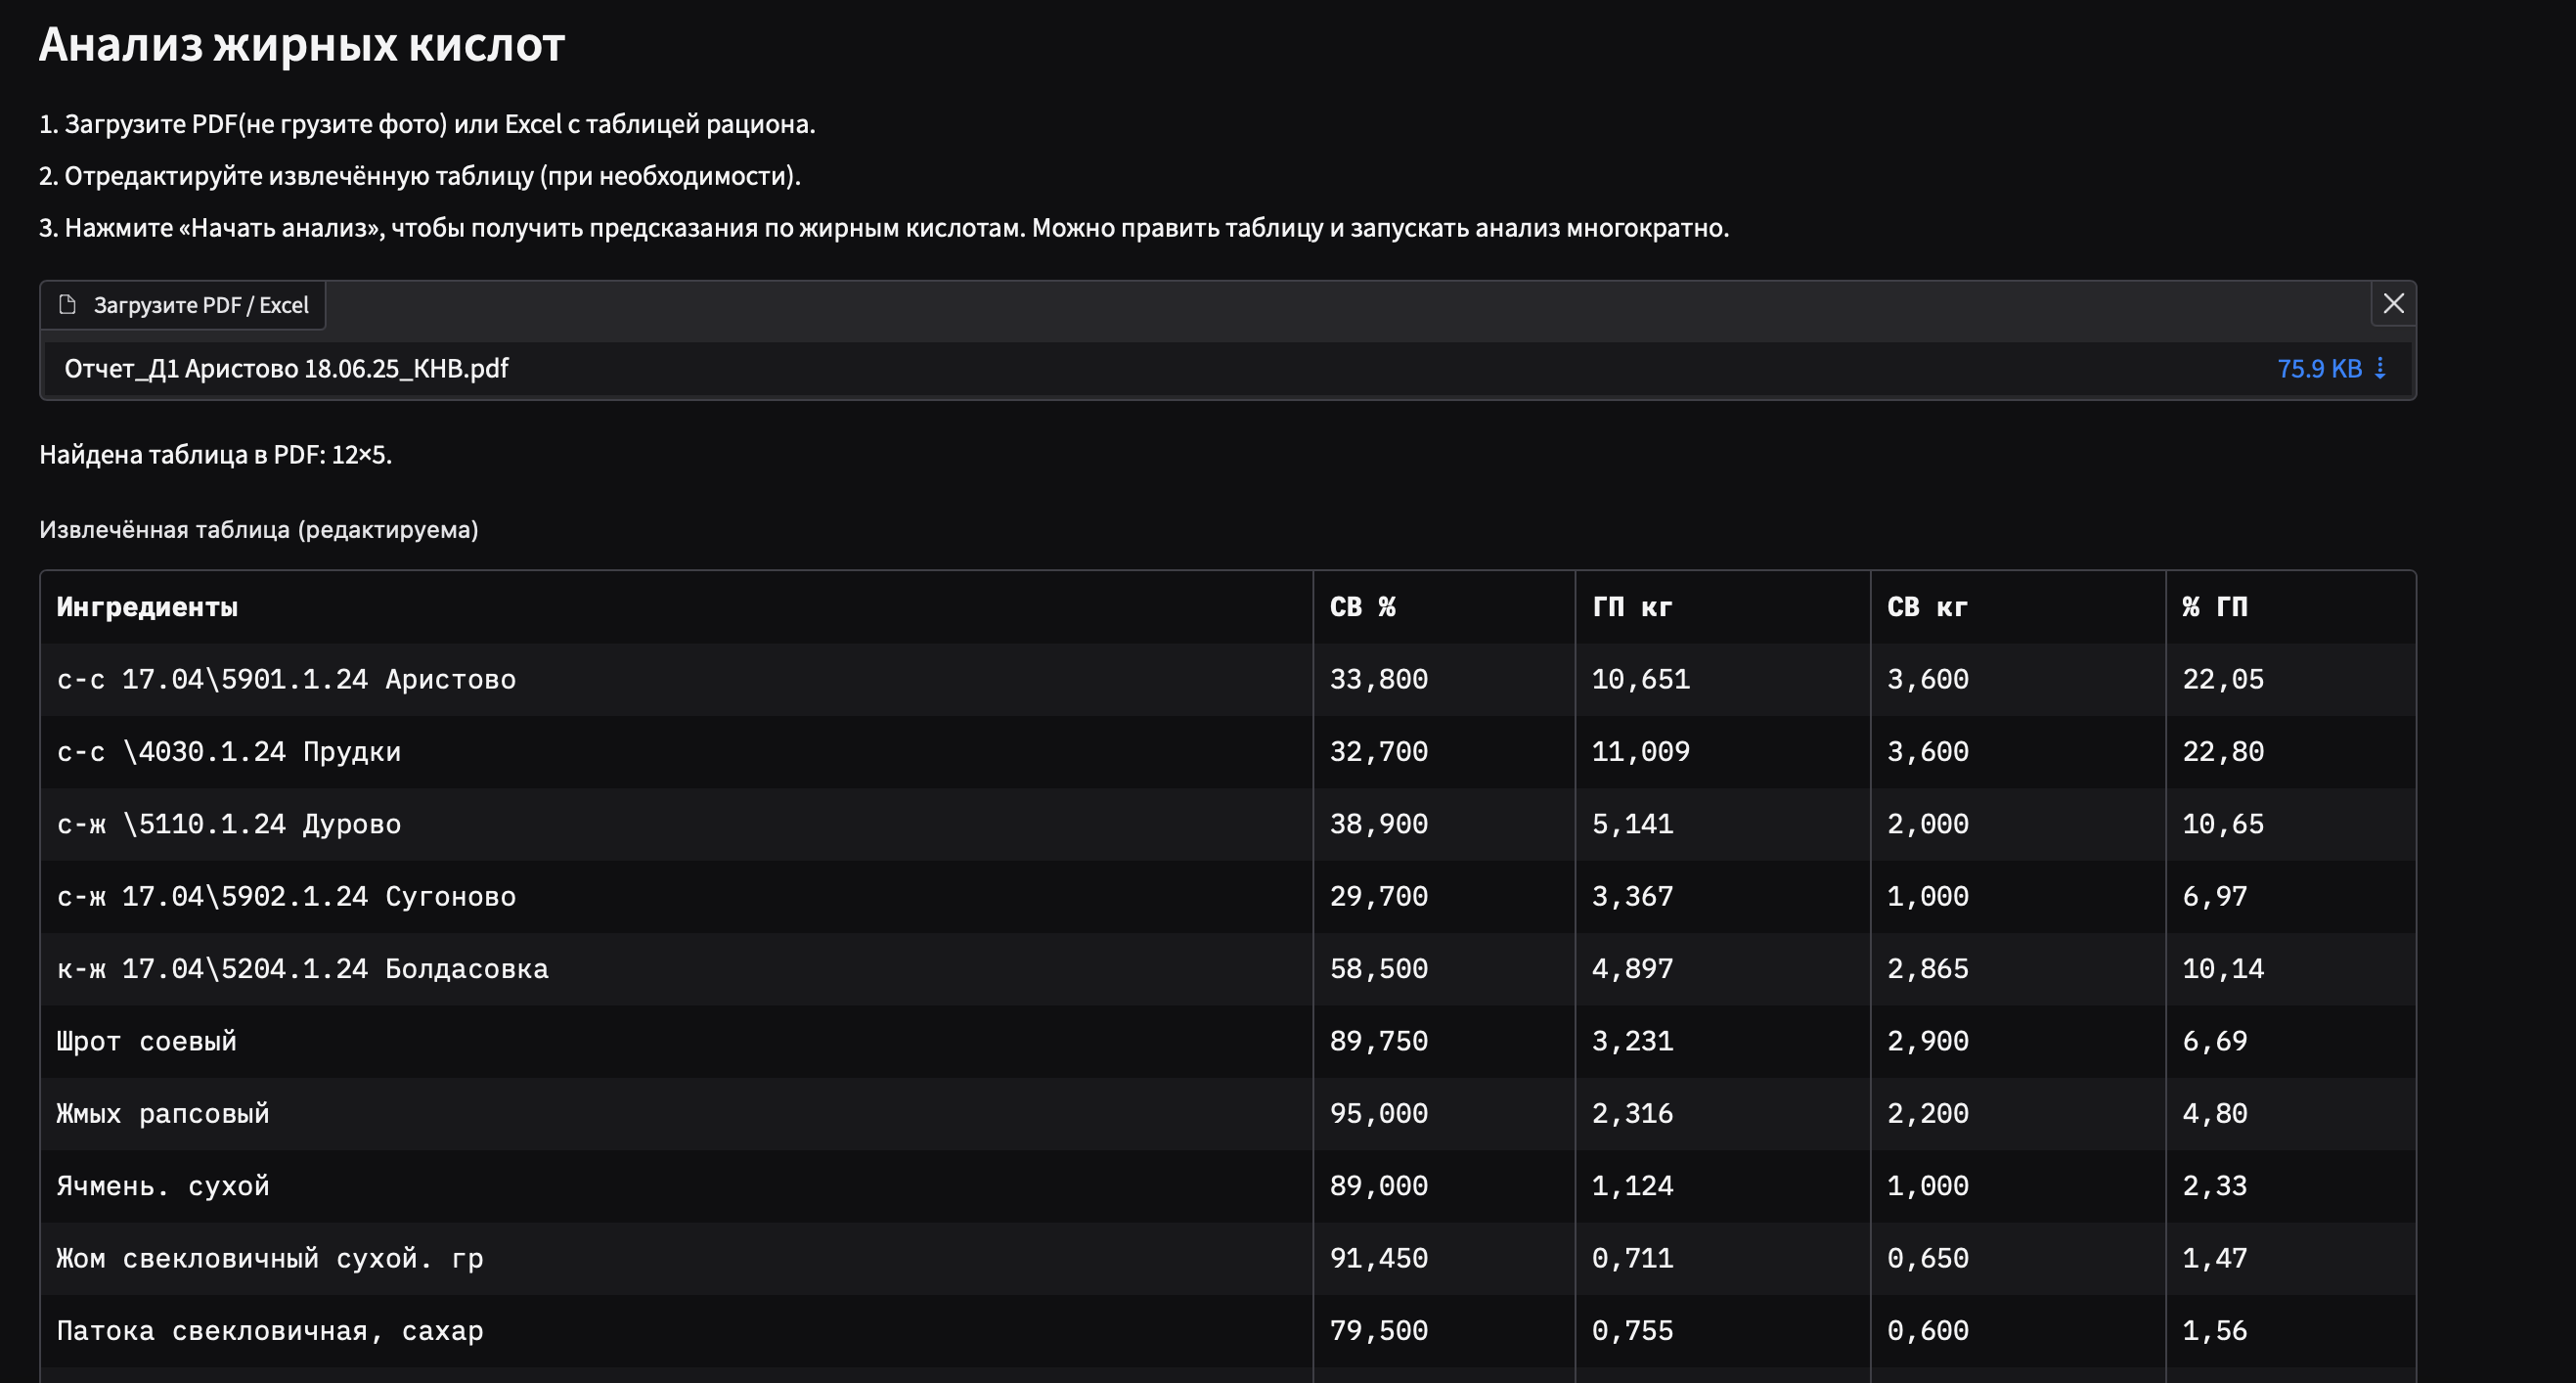 Анализ жирных кислот
1. Загрузите PDF(не грузите фото) или Excel с таблицей рациона.
2. Отредактируйте извлечённую таблицу (при необходимости).
3. Нажмите «Начать анализ», чтобы получить предсказания по жирным кислотам. Можно править таблицу и запускать анализ многократно.
Загрузите PDF / Excel
Отчет_Д1 Аристово 18.06.25_КНВ.pdf 75.9 KB
Найдена таблица в PDF: 12×5.
Извлечённая таблица (редактируема)
Ингредиенты СВ % ГП кг СВ кг % ГП
с-с 17.04\5901.1.24 Аристово 33,800 10,651 3,600 22,05
с-с \4030.1.24 Прудки 32,700 11,009 3,600 22,80
с-ж \5110.1.24 Дурово 38,900 5,141 2,000 10,65
с-ж 17.04\5902.1.24 Сугоново 29,700 3,367 1,000 6,97
к-ж 17.04\5204.1.24 Болдасовка 58,500 4,897 2,865 10,14
Шрот соевый 89,750 3,231 2,900 6,69
Жмых рапсовый 95,000 2,316 2,200 4,80
Ячмень. сухой 89,000 1,124 1,000 2,33
Жом свекловичный сухой. гр 91,450 0,711 0,650 1,47
Патока свекловичная, сахар 79,500 0,755 0,600 1,56